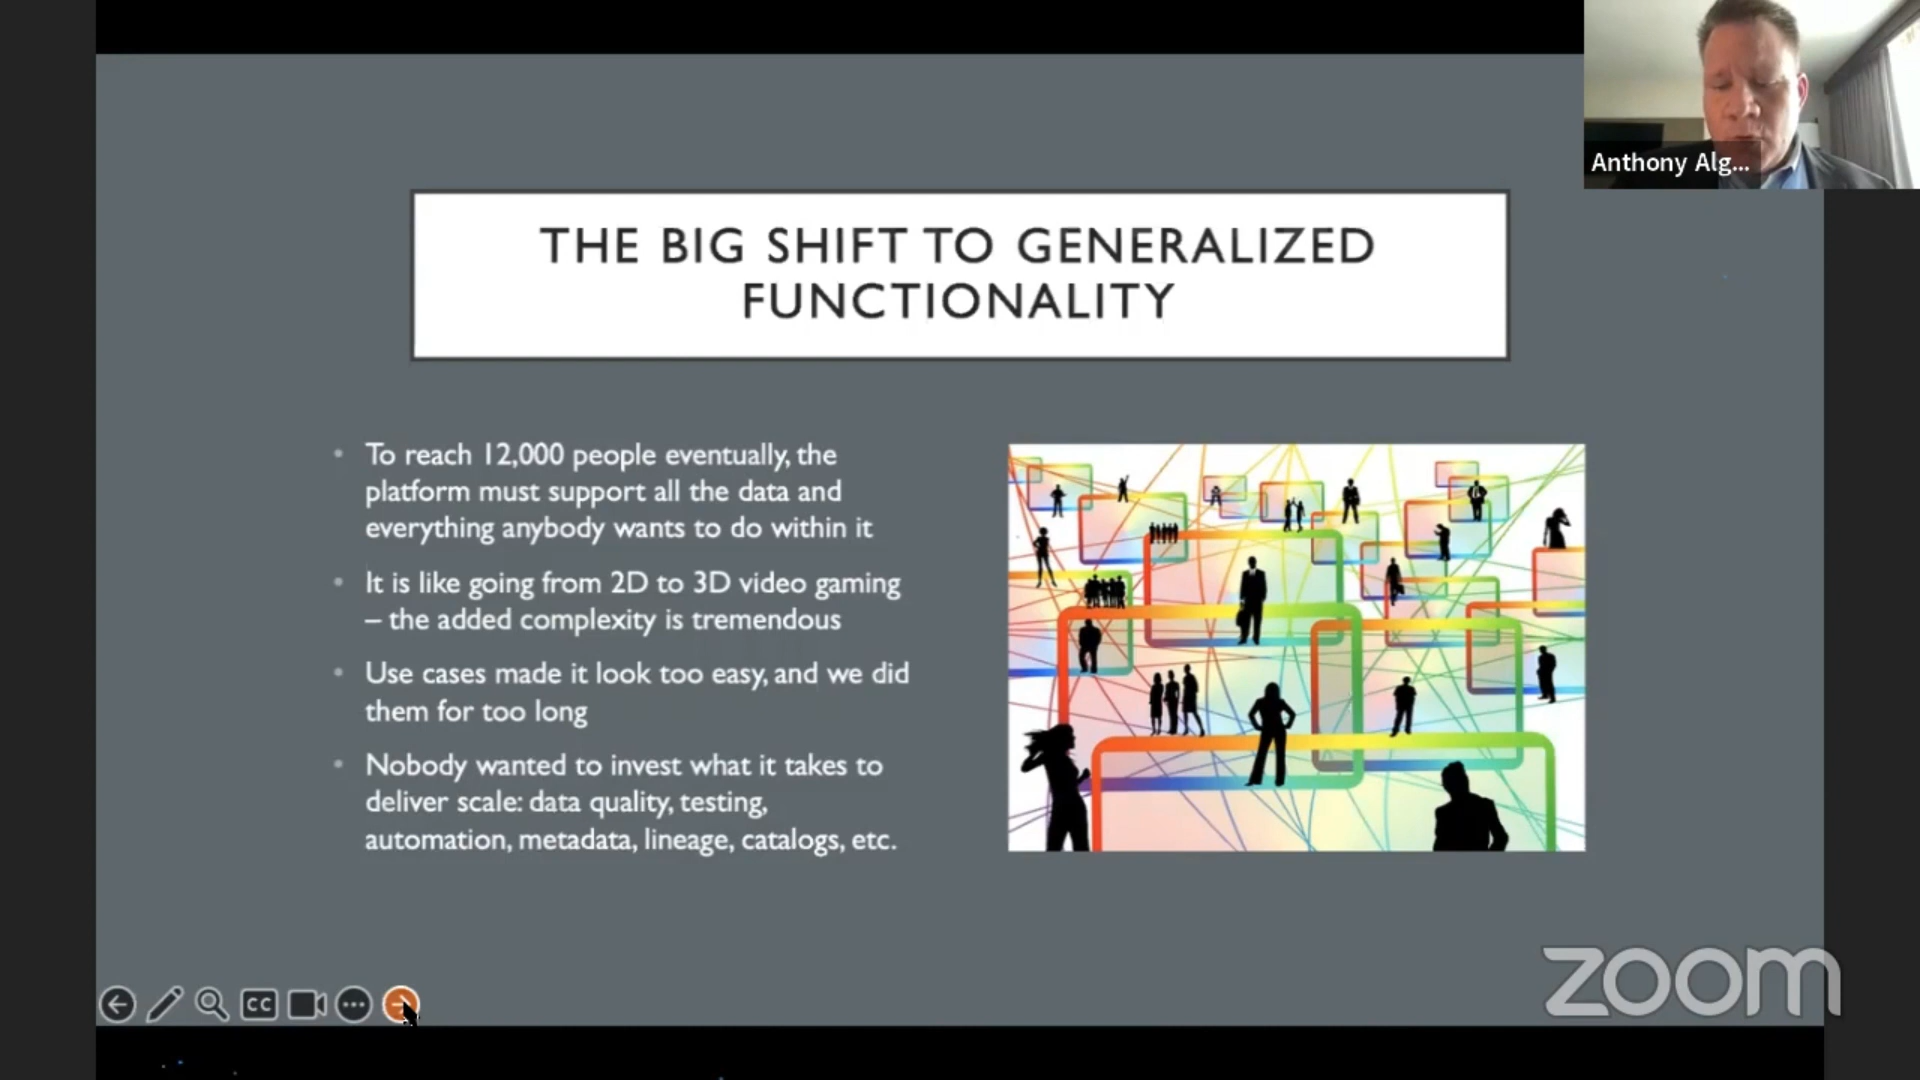 Anthony Alg...
THE BIG SHIFT TO GENERALIZED
FUNCTIONALITY
• To reach 12,000 people eventually, the
platform must support all the data and
everything anybody wants to do within it
• It is like going from 2D to 3D video gaming
– the added complexity is tremendous
• Use cases made it look too easy, and we did
them for too long
• Nobody wanted to invest what it takes to
deliver scale: data quality, testing,
automation, metadata, lineage, catalogs, etc.
CC
zoom